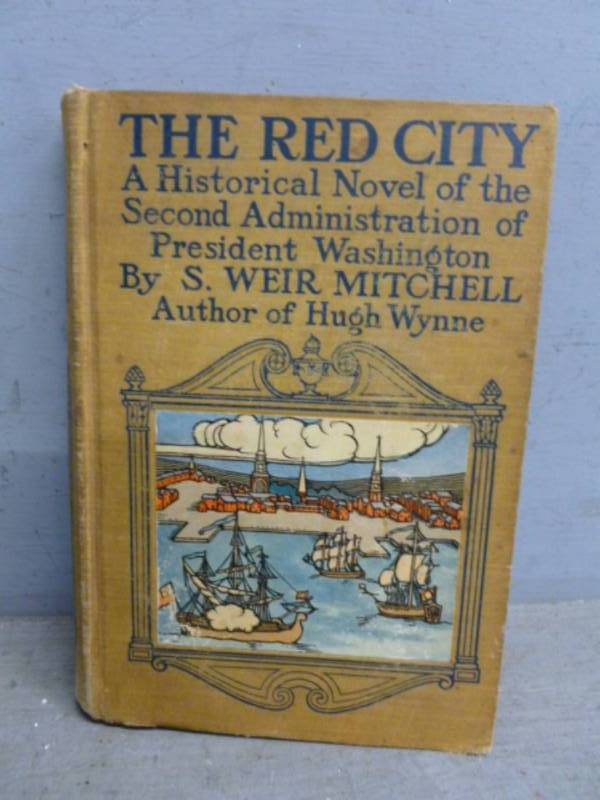 THE RED CITY
A Historical Novel of the
Second Administration of
President Washington
By S. WEIR MITCHELL
Author of Hugh Wynne